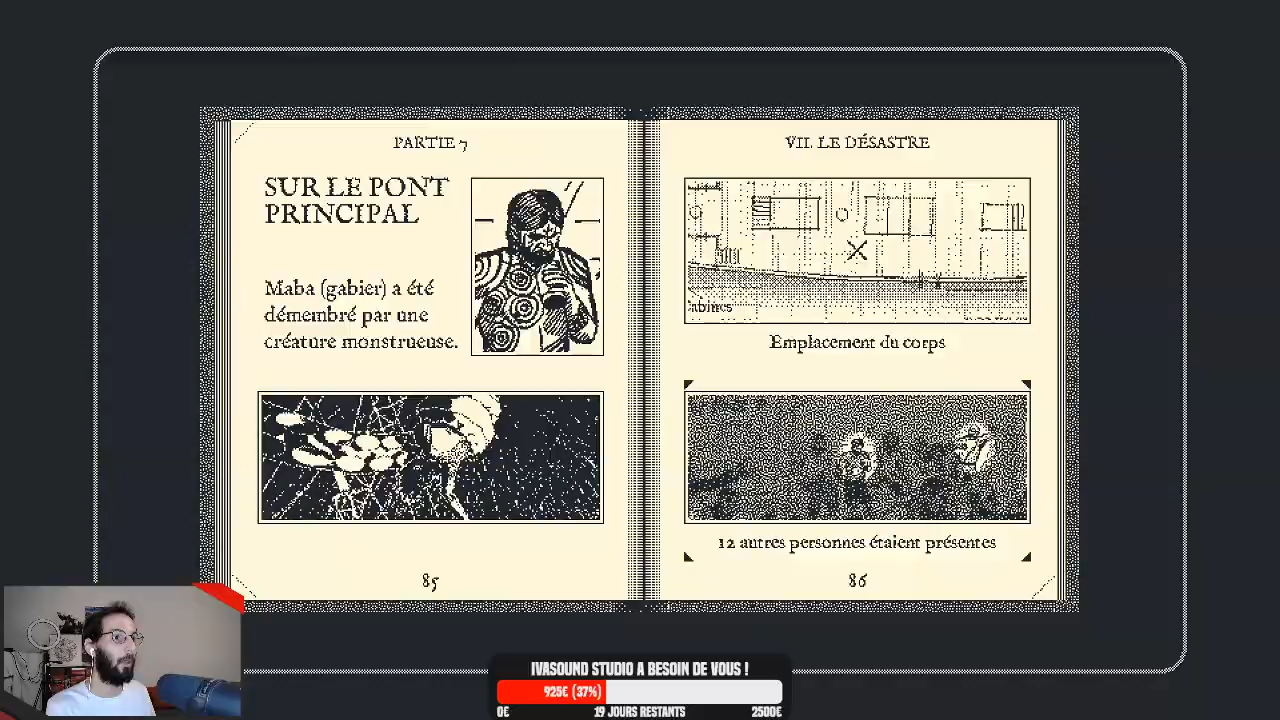 PARTIE 7
SUR LE PONT
PRINCIPAL
Maba (gabier) a été
démembré par une
créature monstrueuse.
85
VII. LE DÉSASTRE
Emplacement du corps
12 autres personnes étaient présentes
86
IVASOUND STUDIO A BESOIN DE VOUS !
925€ (37%)
0€ 19 JOURS RESTANTS 2500€